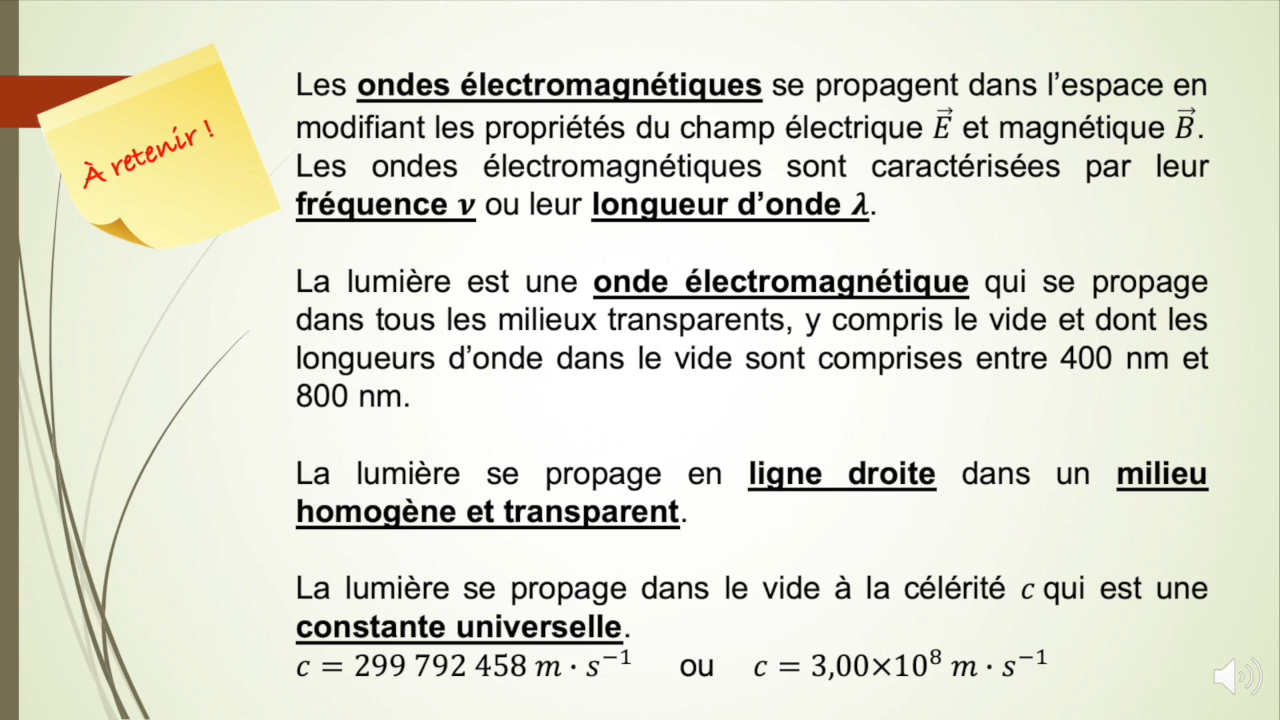 À retenir !
Les ondes électromagnétiques se propagent dans l’espace en
modifiant les propriétés du champ électrique E⃗ et magnétique B⃗.
Les ondes électromagnétiques sont caractérisées par leur
fréquence ν ou leur longueur d’onde λ.
La lumière est une onde électromagnétique qui se propage
dans tous les milieux transparents, y compris le vide et dont les
longueurs d’onde dans le vide sont comprises entre 400 nm et
800 nm.
La lumière se propage en ligne droite dans un milieu
homogène et transparent.
La lumière se propage dans le vide à la célérité c qui est une
constante universelle.
c = 299 792 458 m · s⁻¹ ou c = 3,00×10⁸ m · s⁻¹